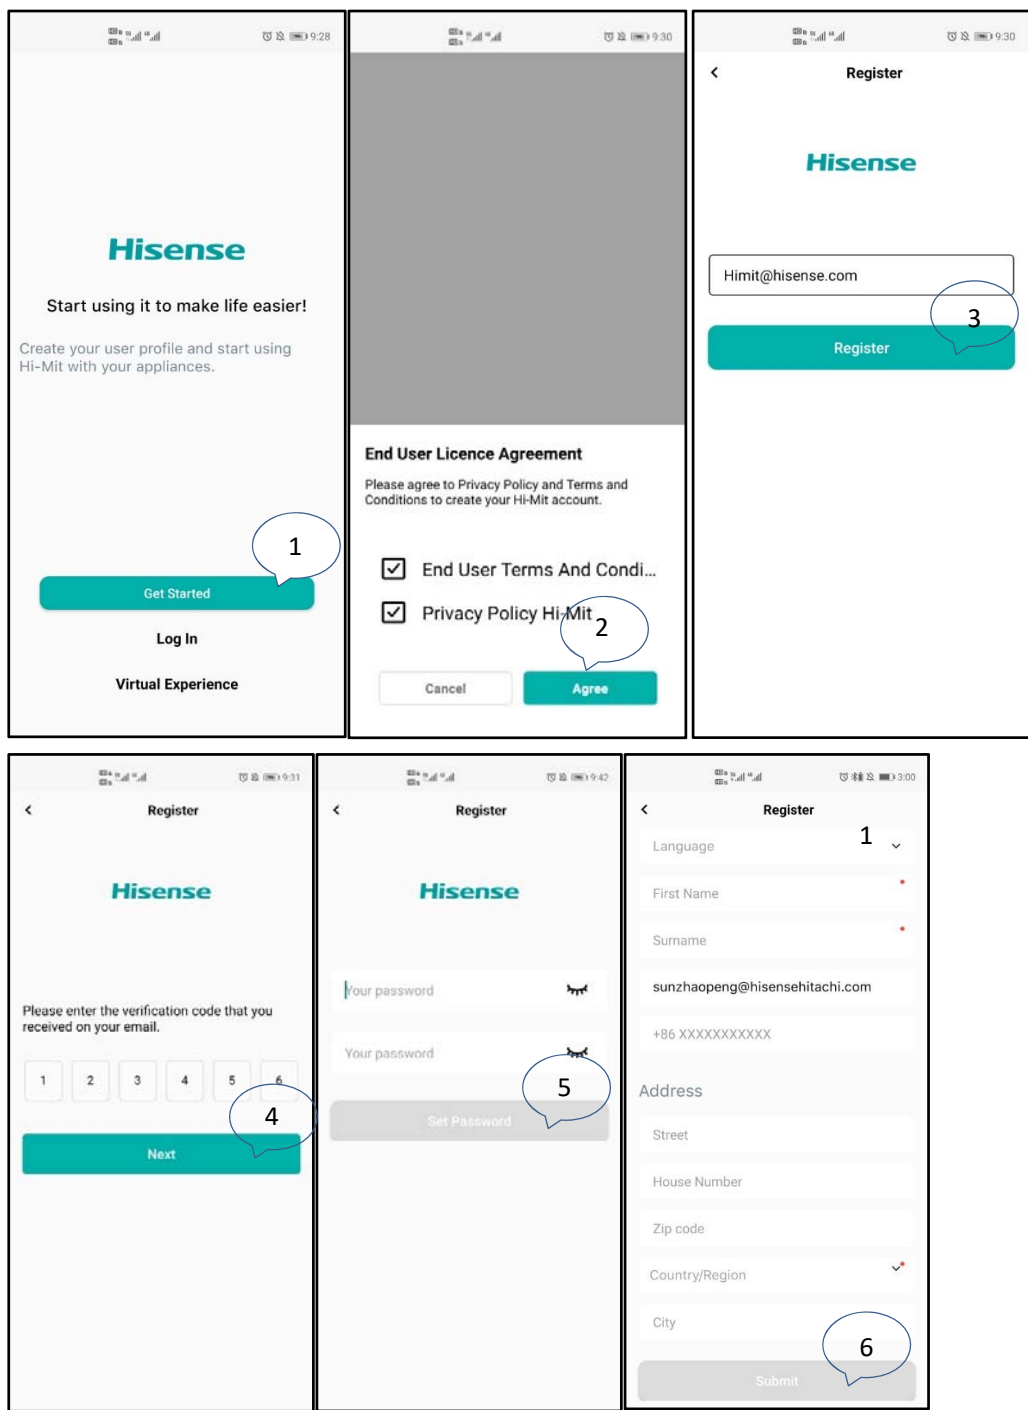 9:28
Hisense
Start using it to make life easier!
Create your user profile and start using
Hi-Mit with your appliances.
1
Get Started
Log In
Virtual Experience
9:30
End User Licence Agreement
Please agree to Privacy Policy and Terms and
Conditions to create your Hi-Mit account.
End User Terms And Condi...
Privacy Policy Hi-Mit
2
Cancel
Agree
9:30
Register
Hisense
Himit@hisense.com
3
Register
9:31
Register
Hisense
Please enter the verification code that you
received on your email.
1 2 3 4 5 6
4
Next
9:42
Register
Hisense
Your password
Your password
5
Set Password
3:00
Register
1
Language
First Name
Surname
sunzhaopeng@hisensehitachi.com
+86 XXXXXXXXXXX
Address
Street
House Number
Zip code
Country/Region
City
6
Submit